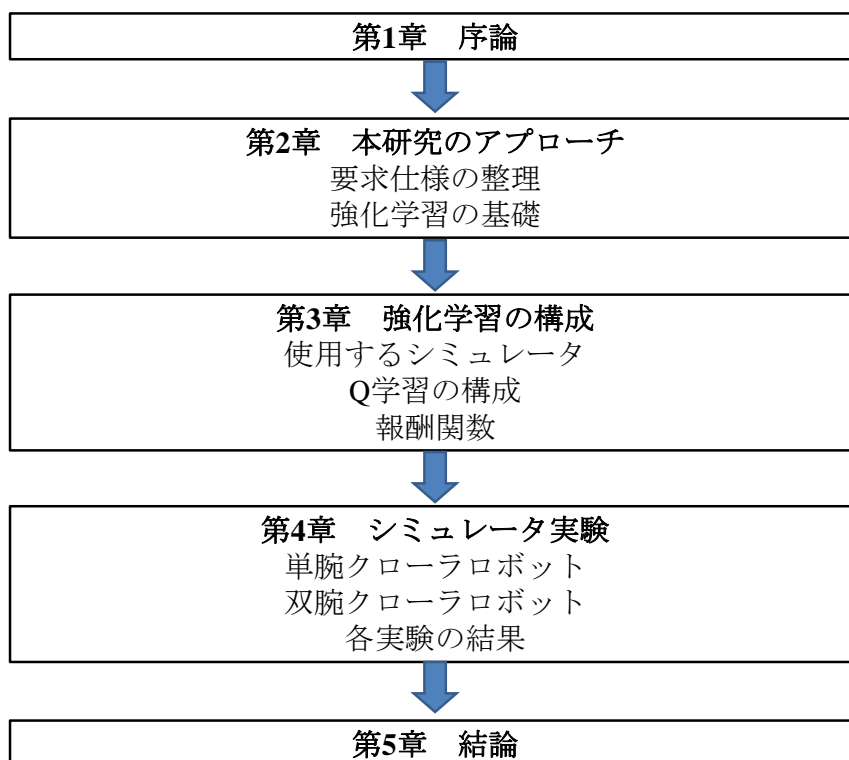 第1章　序論
第2章　本研究のアプローチ
要求仕様の整理
強化学習の基礎
第3章　強化学習の構成
使用するシミュレータ
Q学習の構成
報酬関数
第4章　シミュレータ実験
単腕クローラロボット
双腕クローラロボット
各実験の結果
第5章　結論